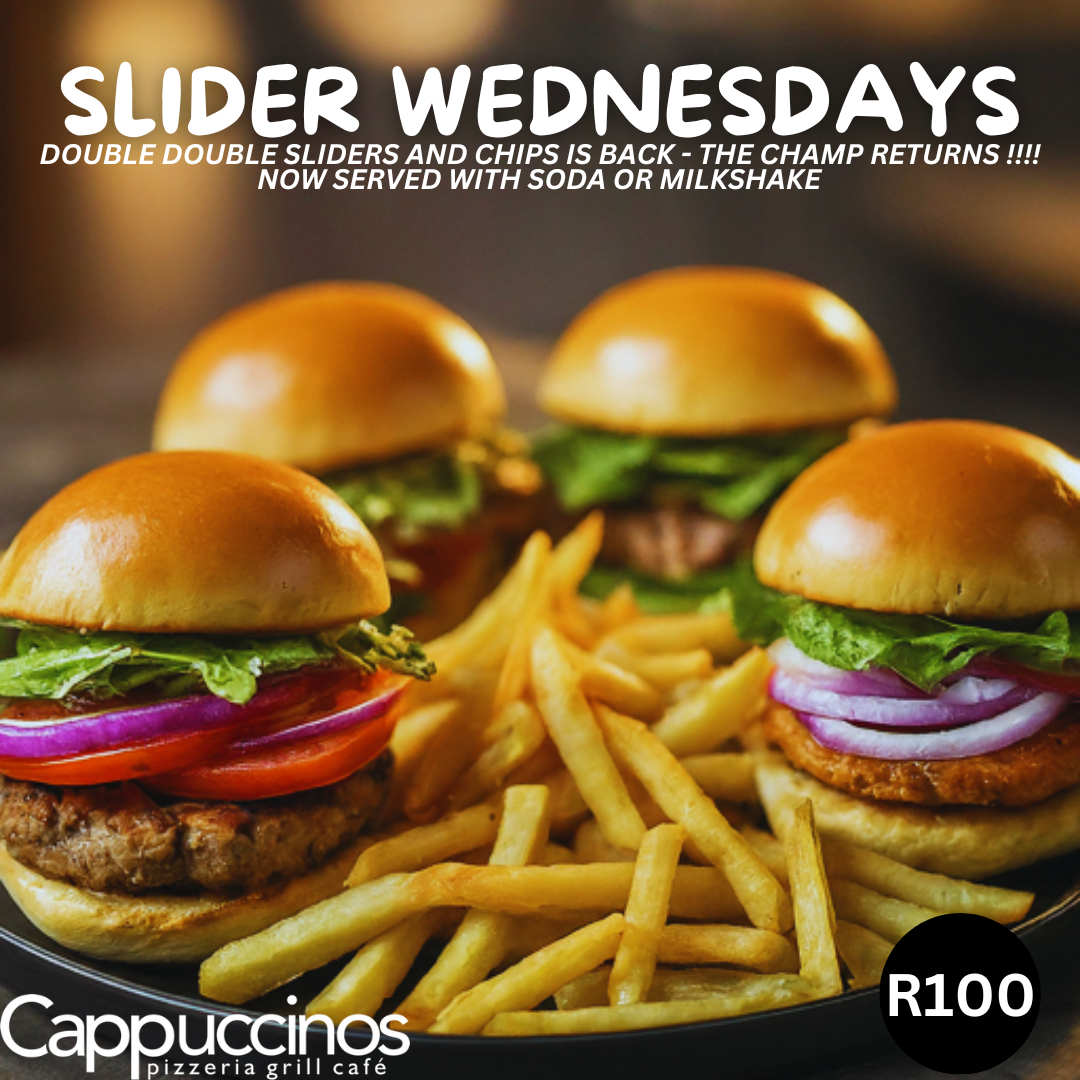 SLIDER WEDNESDAYS
DOUBLE DOUBLE SLIDERS AND CHIPS IS BACK - THE CHAMP RETURNS !!!!
NOW SERVED WITH SODA OR MILKSHAKE
R100
Cappuccinos
pizzeria grill café